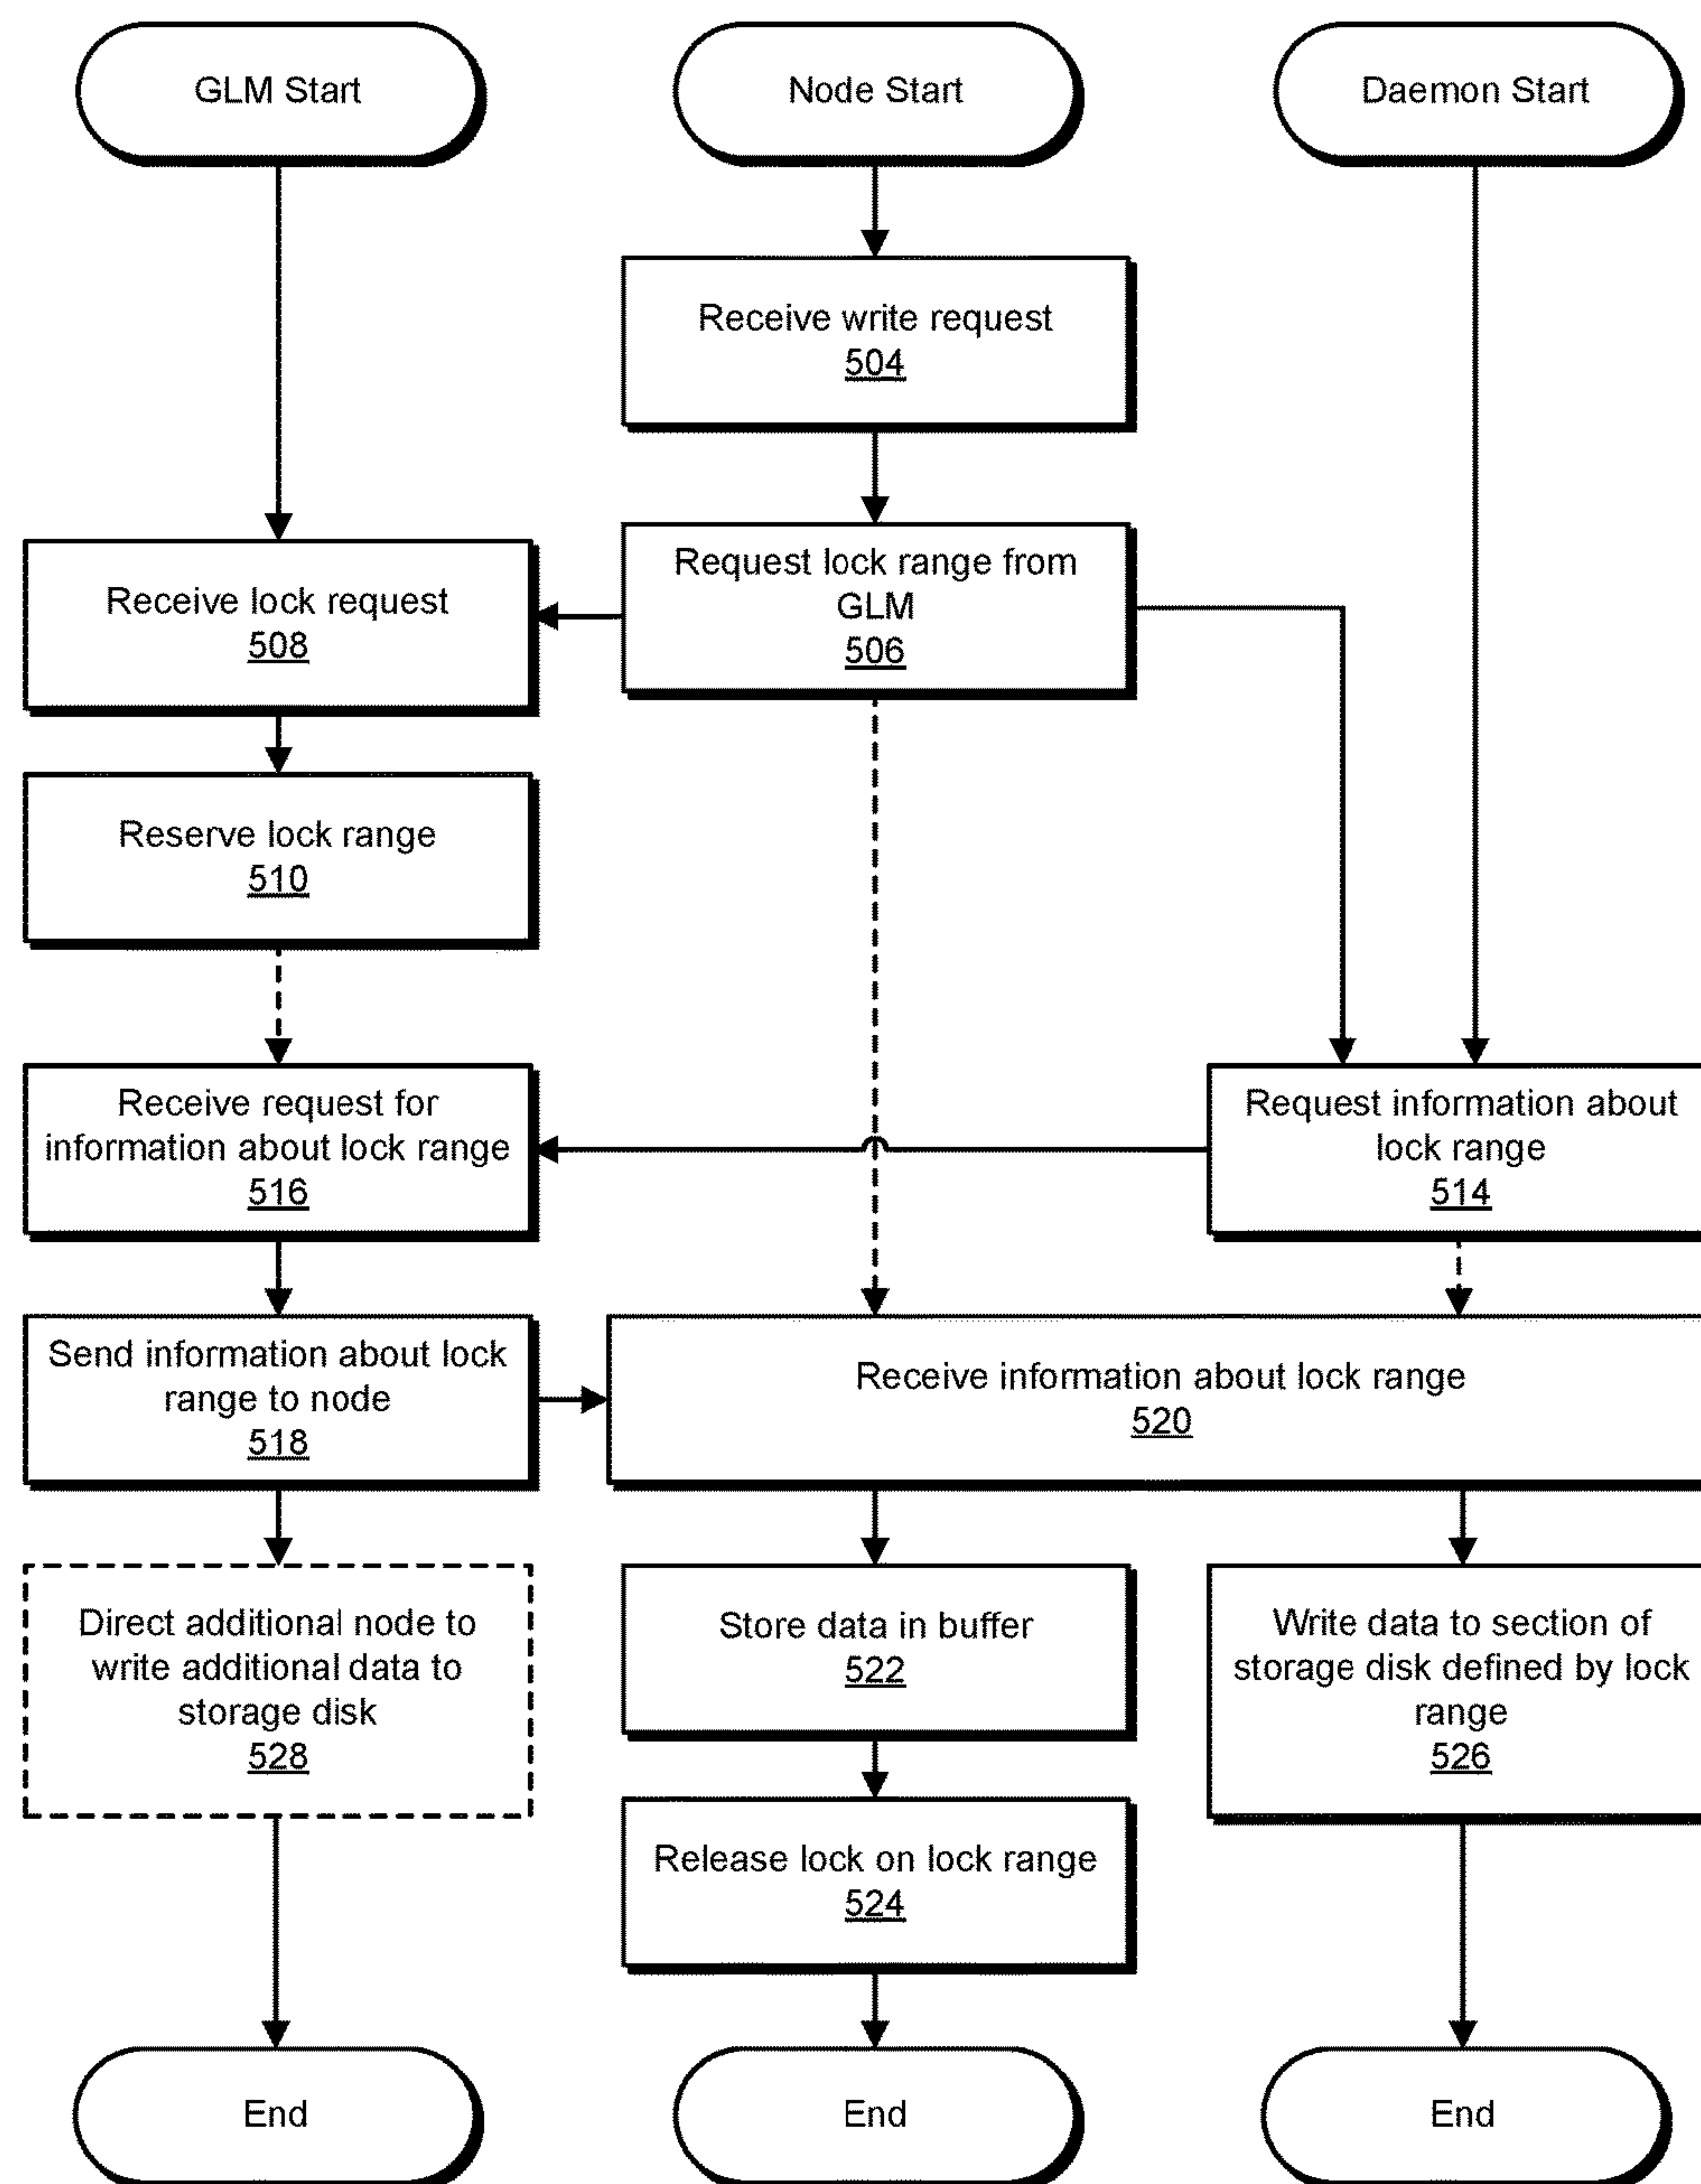 GLM Start
Node Start
Daemon Start
Receive write request
504
Request lock range from
GLM
506
Receive lock request
508
Reserve lock range
510
Receive request for
information about lock range
516
Request information about
lock range
514
Send information about lock
range to node
518
Receive information about lock range
520
Direct additional node to
write additional data to
storage disk
528
Store data in buffer
522
Write data to section of
storage disk defined by lock
range
526
Release lock on lock range
524
End
End
End